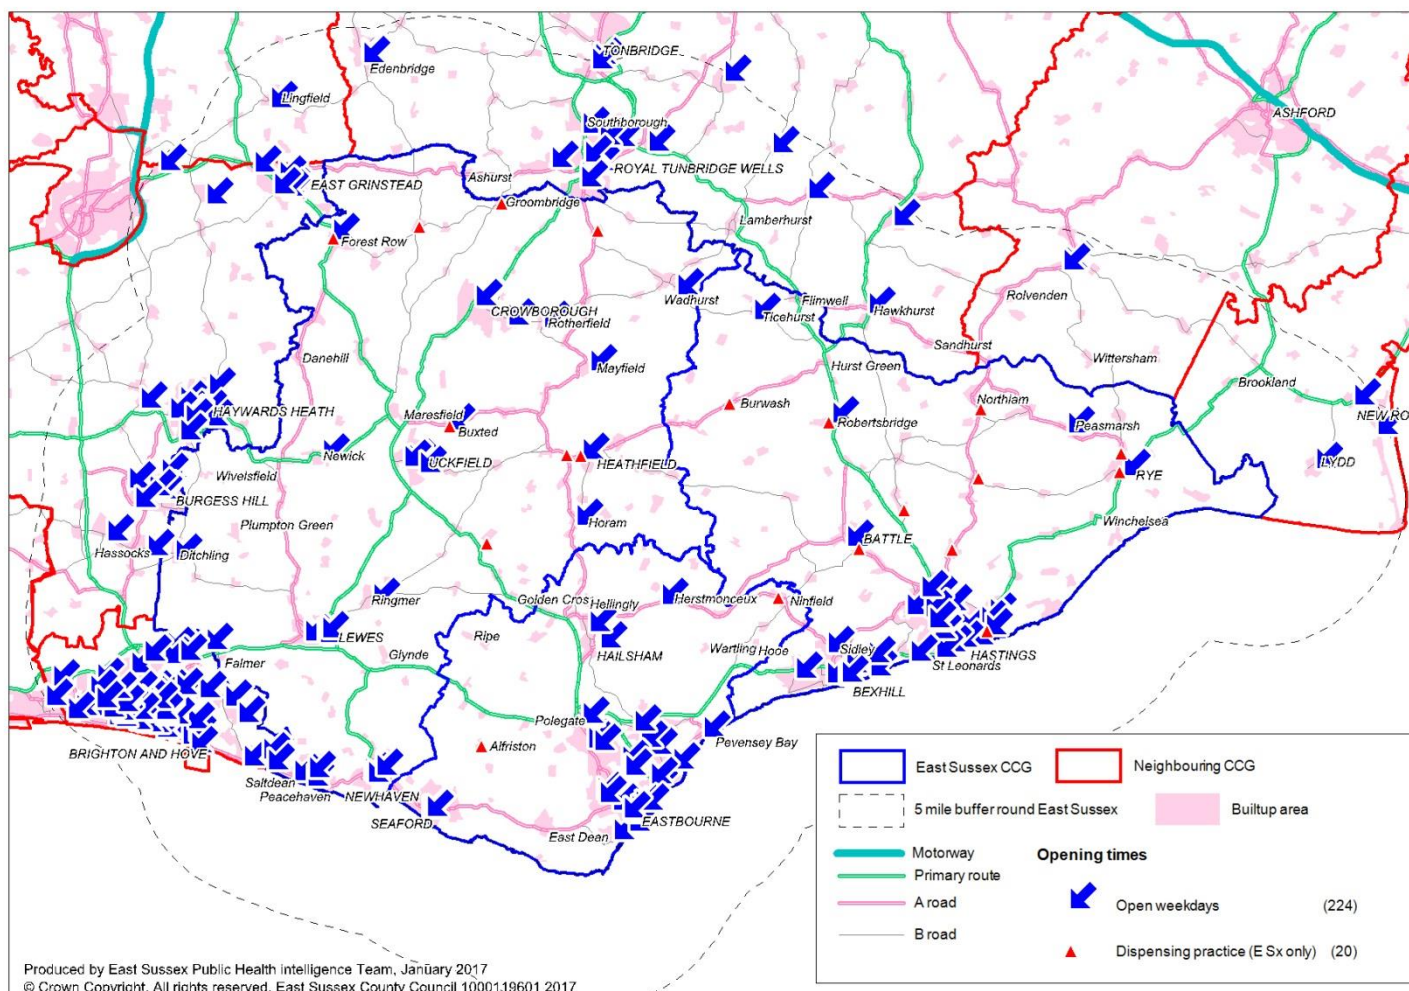 TONBRIDGE
Edenbridge
Lingfield
ASHFORD
Southborough
ROYAL TUNBRIDGE WELLS
EAST GRINSTEAD
Ashurst
Groombridge
Lamberhurst
Forest Row
Wadhurst
Flimwell
Rolvenden
CROWBOROUGH
Rotherfield
Ticehurst
Hawkhurst
Sandhurst
Danehill
Mayfield
Hurst Green
Wittersham
Brookland
HAYWARDS HEATH
Maresfield
Buxted
Burwash
Robertsbridge
Northiam
Peasmarsh
NEW RO
Newick
UCKFIELD
HEATHFIELD
LYDD
Wivelsfield
RYE
BURGESS HILL
Plumpton Green
Horam
Winchelsea
Hassocks
Ditchling
BATTLE
Ringmer
Golden Cros
Hellingly
Herstmonceux
Ninfield
LEWES
Ripe
HAILSHAM
Wartling
Hooe
Sidley
HASTINGS
Falmer
Glynde
St Leonards
BEXHILL
Polegate
Pevensey Bay
BRIGHTON AND HOVE
Alfriston
Saltdean
Peacehaven
NEWHAVEN
SEAFORD
EASTBOURNE
East Dean
East Sussex CCG
Neighbouring CCG
5 mile buffer round East Sussex
Builtup area
Motorway
Primary route
A road
B road
Opening times
Open weekdays (224)
Dispensing practice (E Sx only) (20)
Produced by East Sussex Public Health intelligence Team, January 2017
© Crown Copyright. All rights reserved. East Sussex County Council 100019601 2017